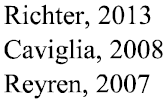 Richter, 2013
Caviglia, 2008
Reyren, 2007